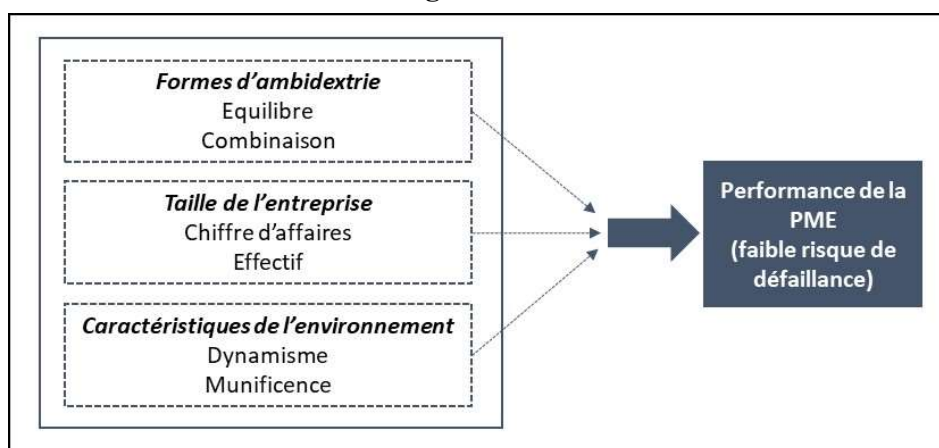 Formes d'ambidextrie
Equilibre
Combinaison
Taille de l'entreprise
Chiffre d'affaires
Effectif
Caractéristiques de l'environnement
Dynamisme
Munificence
Performance de la
PME
(faible risque de
défaillance)